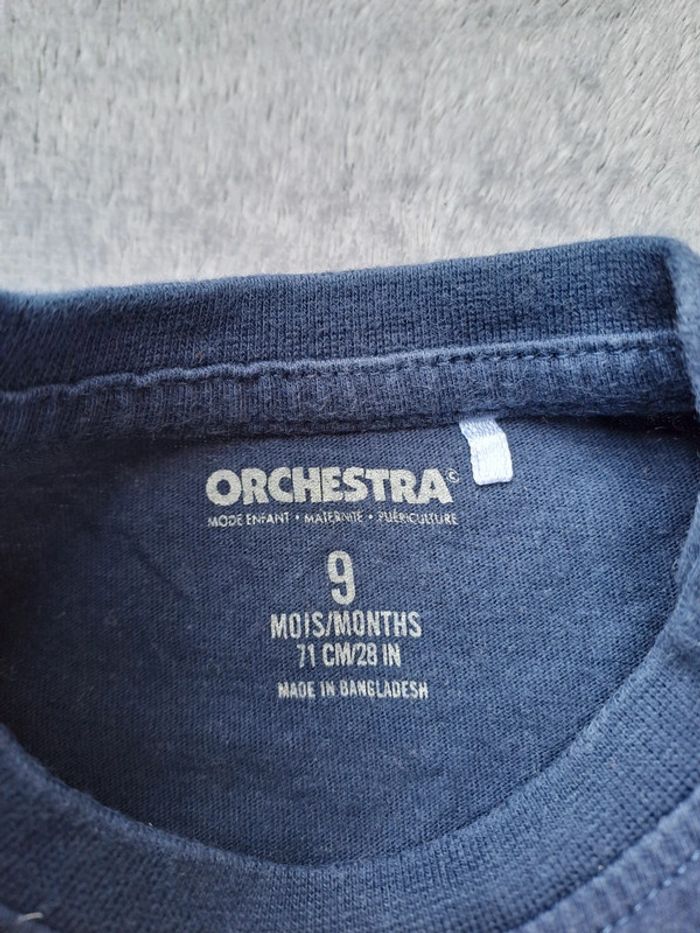 ORCHESTRA©
MODE ENFANT • MATERNITÉ • PUÉRICULTURE
9
MOIS/MONTHS
71 CM/28 IN
MADE IN BANGLADESH